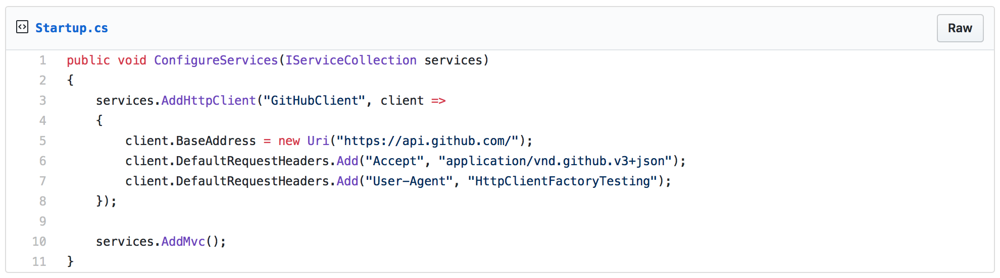 Startup.cs
Raw
1 public void ConfigureServices(IServiceCollection services)
2 {
3     services.AddHttpClient("GitHubClient", client =>
4     {
5         client.BaseAddress = new Uri("https://api.github.com/");
6         client.DefaultRequestHeaders.Add("Accept", "application/vnd.github.v3+json");
7         client.DefaultRequestHeaders.Add("User-Agent", "HttpClientFactoryTesting");
8     });
9
10     services.AddMvc();
11 }